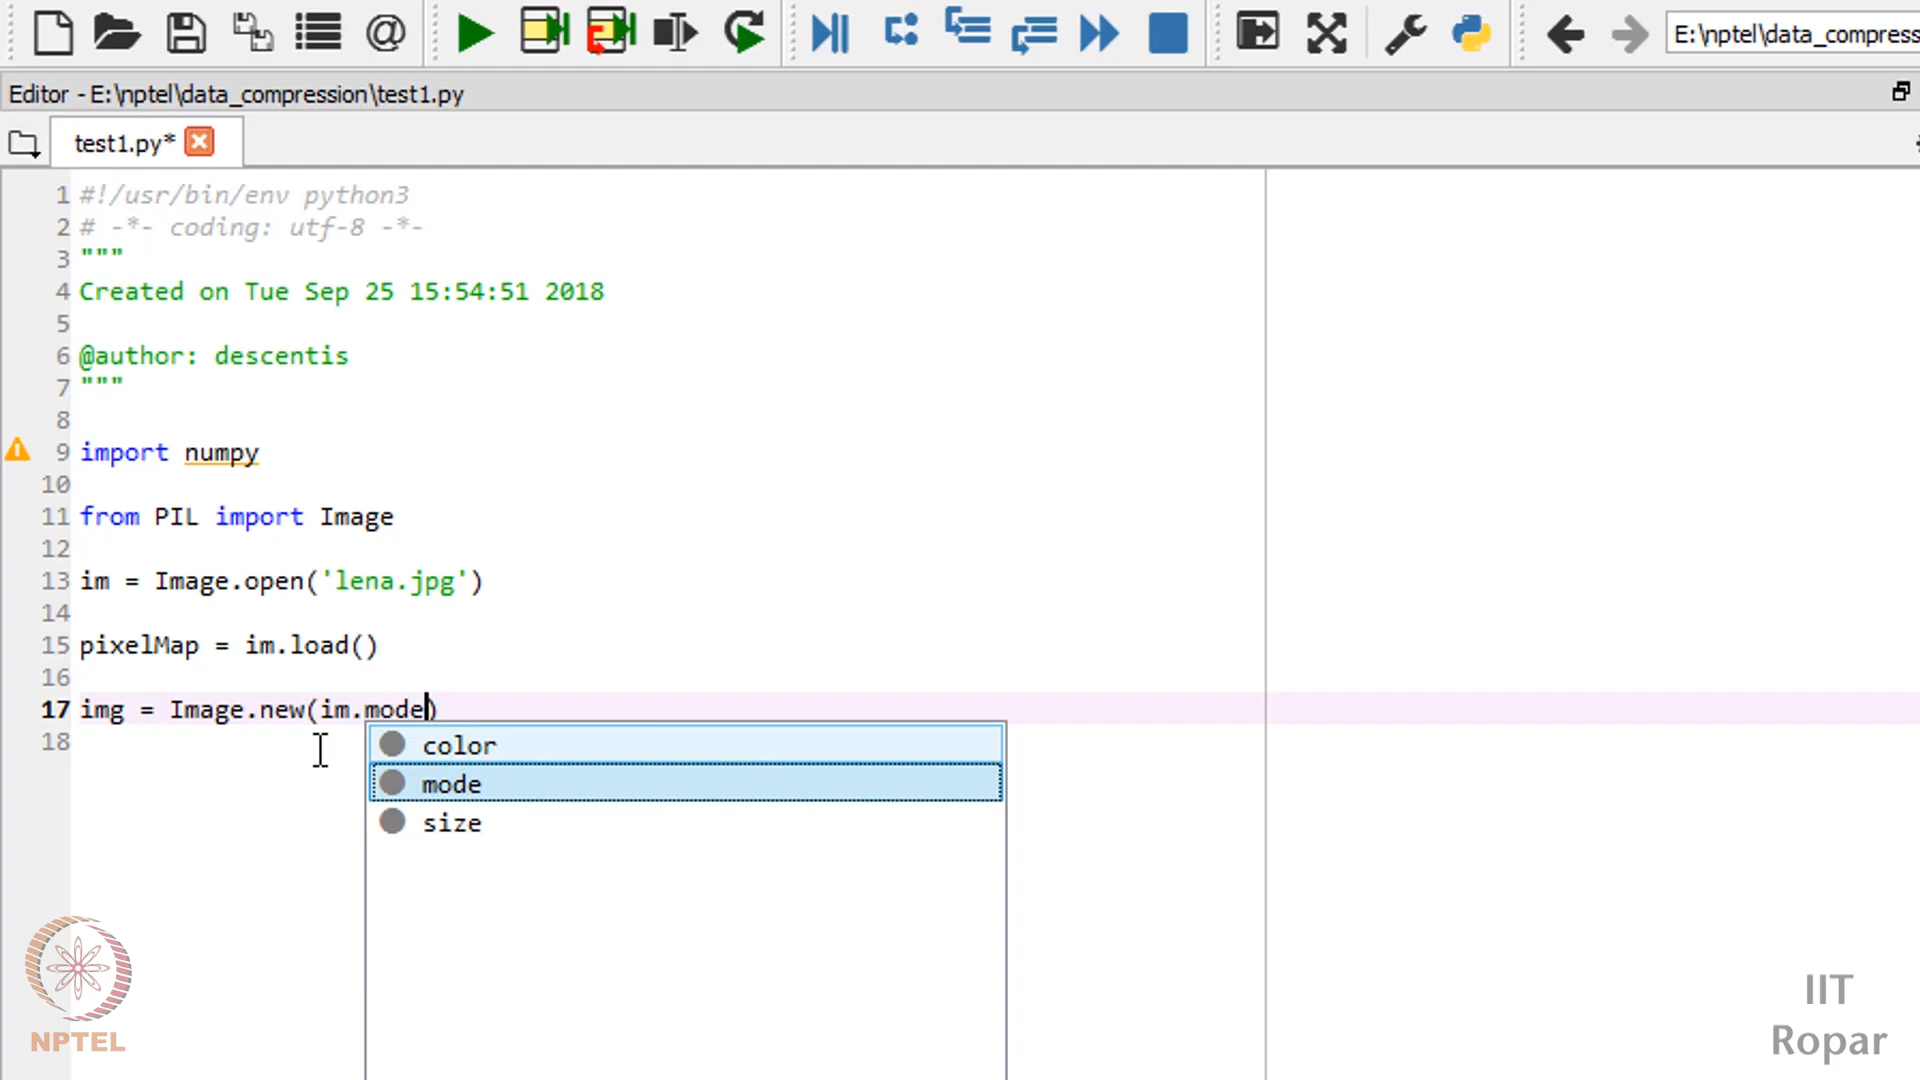 E:\nptel\data_compress
Editor - E:\nptel\data_compression\test1.py
test1.py*
1 #!/usr/bin/env python3
2 # -*- coding: utf-8 -*-
3 """
4 Created on Tue Sep 25 15:54:51 2018
5
6 @author: descentis
7 """
8
9 import numpy
10
11 from PIL import Image
12
13 im = Image.open('lena.jpg')
14
15 pixelMap = im.load()
16
17 img = Image.new(im.mode)
18
color
mode
size
NPTEL
IIT
Ropar